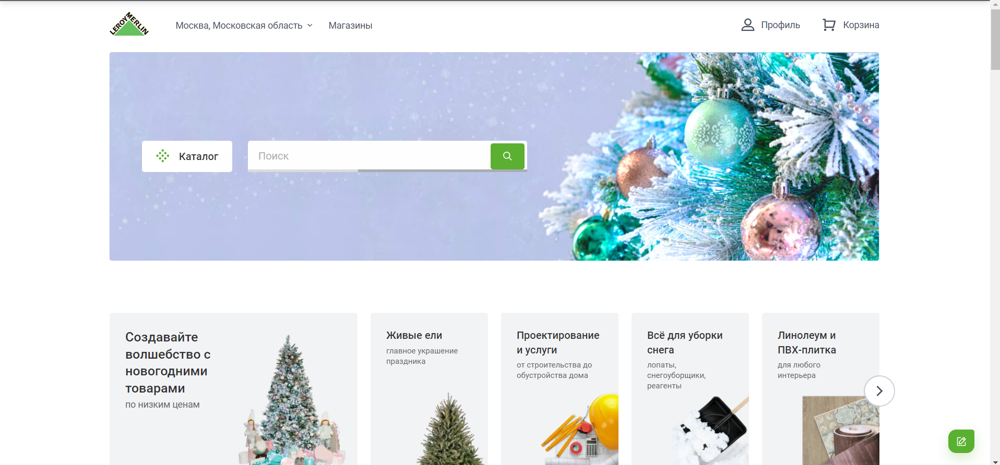 LEROY MERLIN
Москва, Московская область
Магазины
Профиль
Корзина
Каталог
Поиск
Создавайте
волшебство с
новогодними
товарами
по низким ценам
Живые ели
главное украшение
праздника
Проектирование
и услуги
от строительства до
обустройства дома
Всё для уборки
снега
лопаты,
снегоуборщики,
реагенты
Линолеум и
ПВХ-плитка
для любого
интерьера